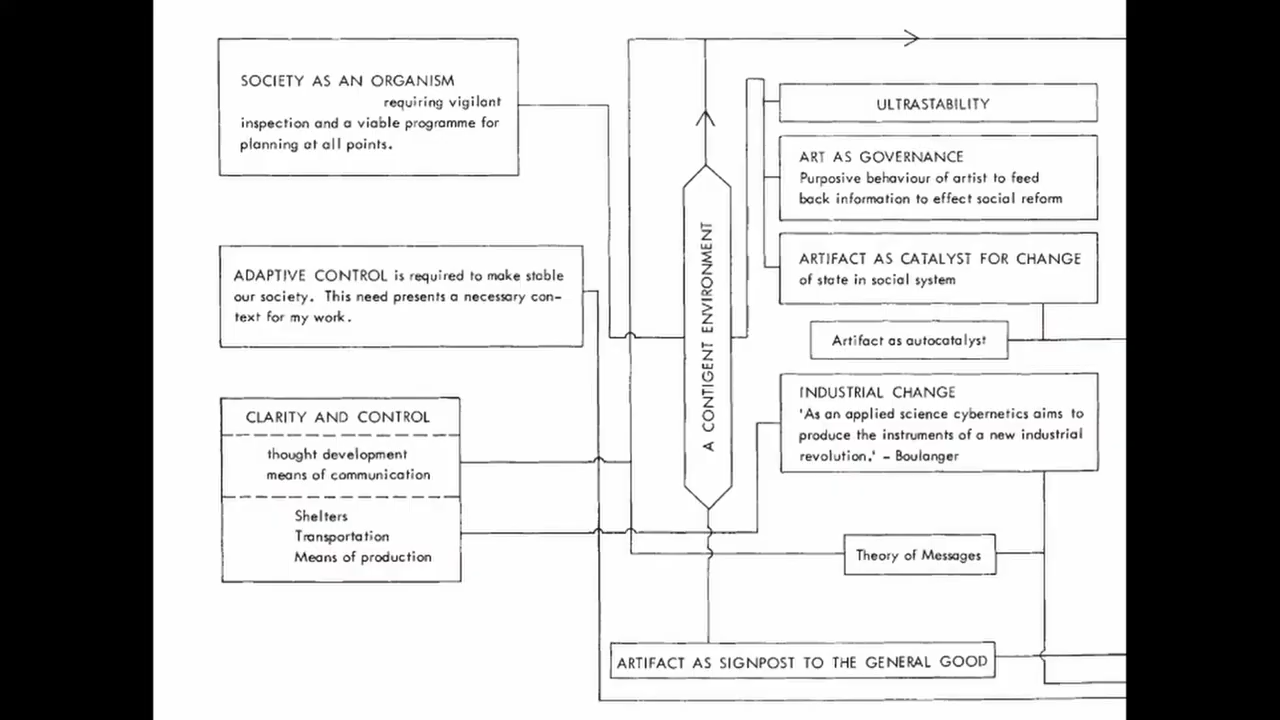 SOCIETY AS AN ORGANISM
requiring vigilant
inspection and a viable programme for
planning at all points.
ADAPTIVE CONTROL is required to make stable
our society. This need presents a necessary con-
text for my work.
CLARITY AND CONTROL
thought development
means of communication
Shelters
Transportation
Means of production
A CONTIGENT ENVIRONMENT
ULTRASTABILITY
ART AS GOVERNANCE
Purposive behaviour of artist to feed
back information to effect social reform
ARTIFACT AS CATALYST FOR CHANGE
of state in social system
Artifact as autocatalyst
INDUSTRIAL CHANGE
'As an applied science cybernetics aims to
produce the instruments of a new industrial
revolution.' - Boulanger
Theory of Messages
ARTIFACT AS SIGNPOST TO THE GENERAL GOOD